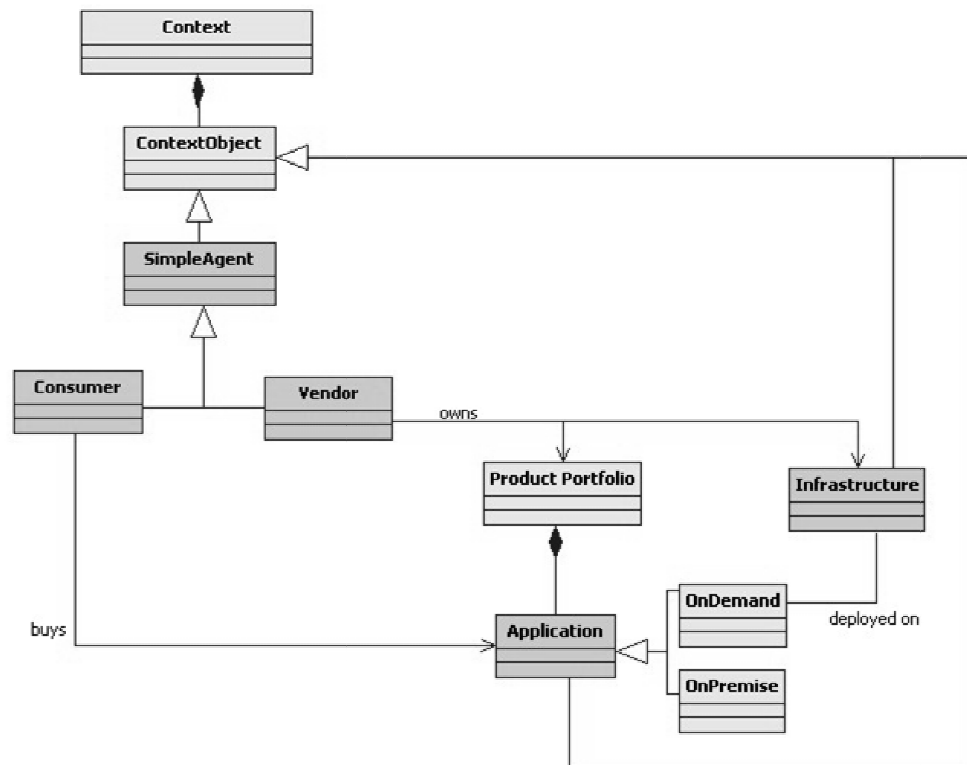 Context
ContextObject
SimpleAgent
Consumer
Vendor
owns
Product Portfolio
Infrastructure
OnDemand
deployed on
buys
Application
OnPremise